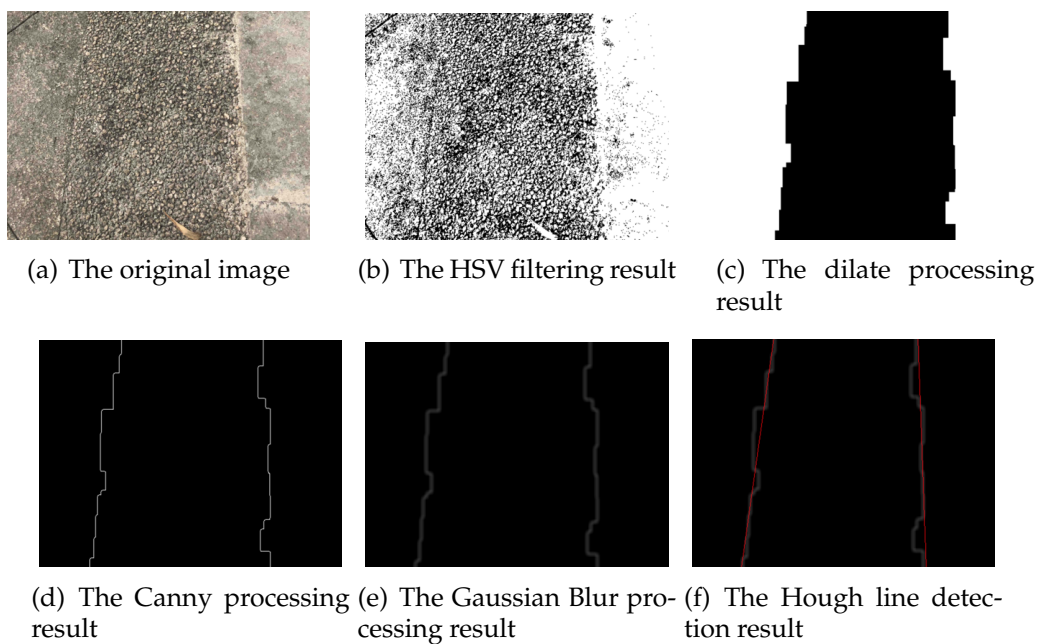 (a) The original image
(b) The HSV filtering result
(c) The dilate processing
result
(d) The Canny processing
result
(e) The Gaussian Blur pro-
cessing result
(f) The Hough line detec-
tion result